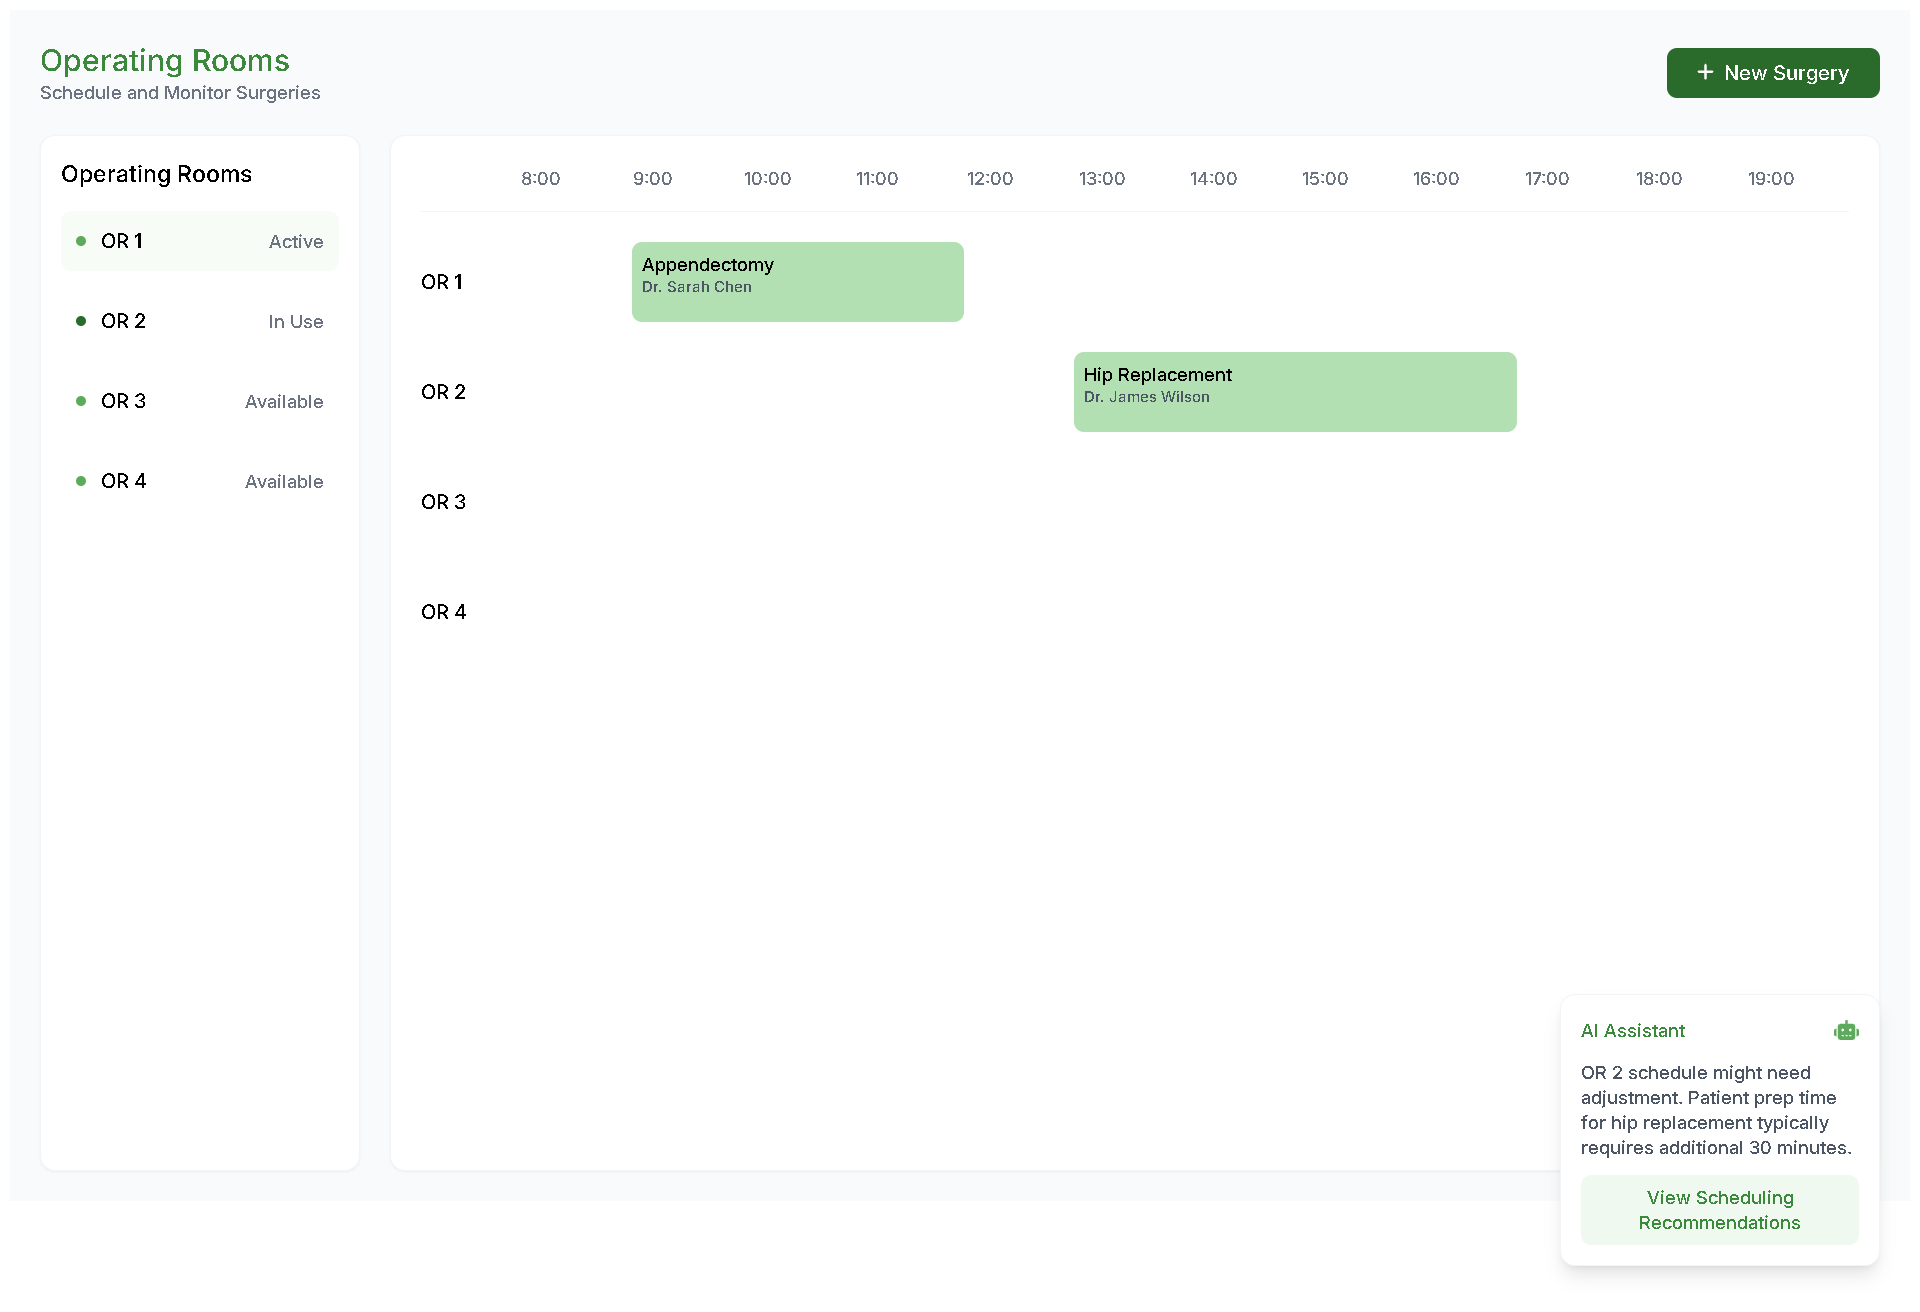 Operating Rooms
Schedule and Monitor Surgeries
+ New Surgery
Operating Rooms
OR 1 Active
OR 2 In Use
OR 3 Available
OR 4 Available
8:00 9:00 10:00 11:00 12:00 13:00 14:00 15:00 16:00 17:00 18:00 19:00
OR 1
Appendectomy
Dr. Sarah Chen
OR 2
Hip Replacement
Dr. James Wilson
OR 3
OR 4
AI Assistant
OR 2 schedule might need
adjustment. Patient prep time
for hip replacement typically
requires additional 30 minutes.
View Scheduling
Recommendations